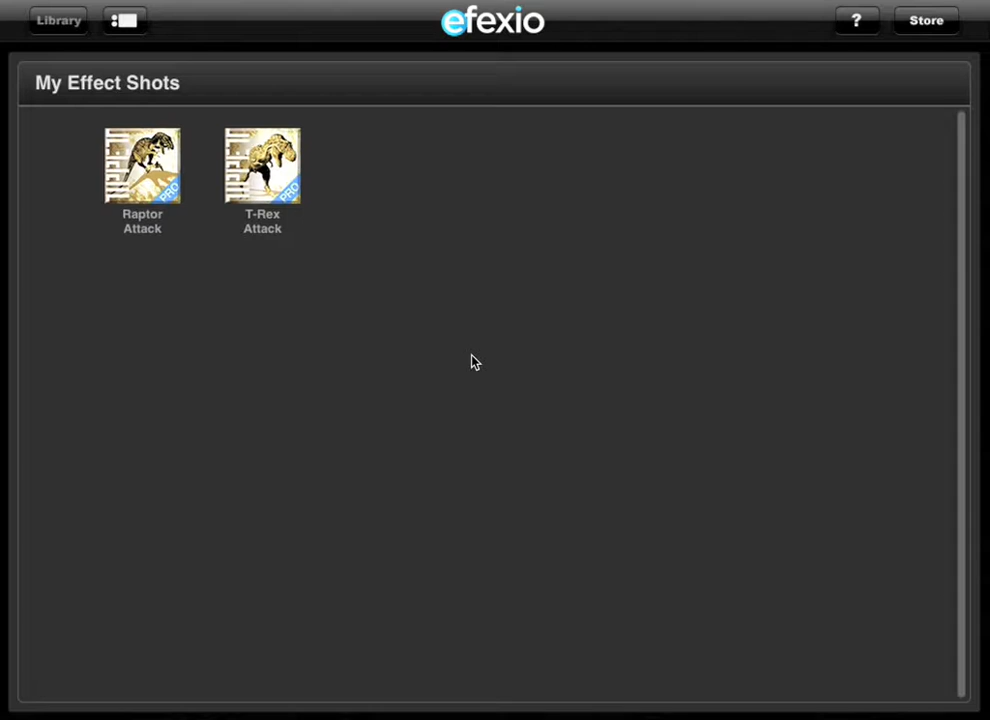 Library
efexio
?
Store
My Effect Shots
PRO
PRO
Raptor
Attack
T-Rex
Attack